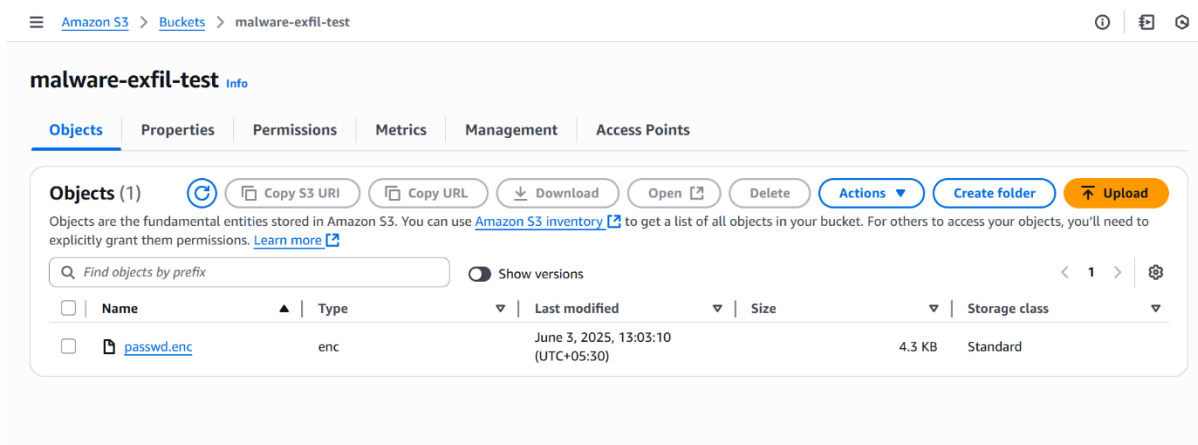 Amazon S3 > Buckets > malware-exfil-test
malware-exfil-test Info
Objects Properties Permissions Metrics Management Access Points
Objects (1) Copy S3 URI Copy URL Download Open Delete Actions Create folder Upload
Objects are the fundamental entities stored in Amazon S3. You can use Amazon S3 inventory to get a list of all objects in your bucket. For others to access your objects, you'll need to
explicitly grant them permissions. Learn more
Find objects by prefix Show versions 1
Name Type Last modified Size Storage class
passwd.enc enc June 3, 2025, 13:03:10 4.3 KB Standard
(UTC+05:30)